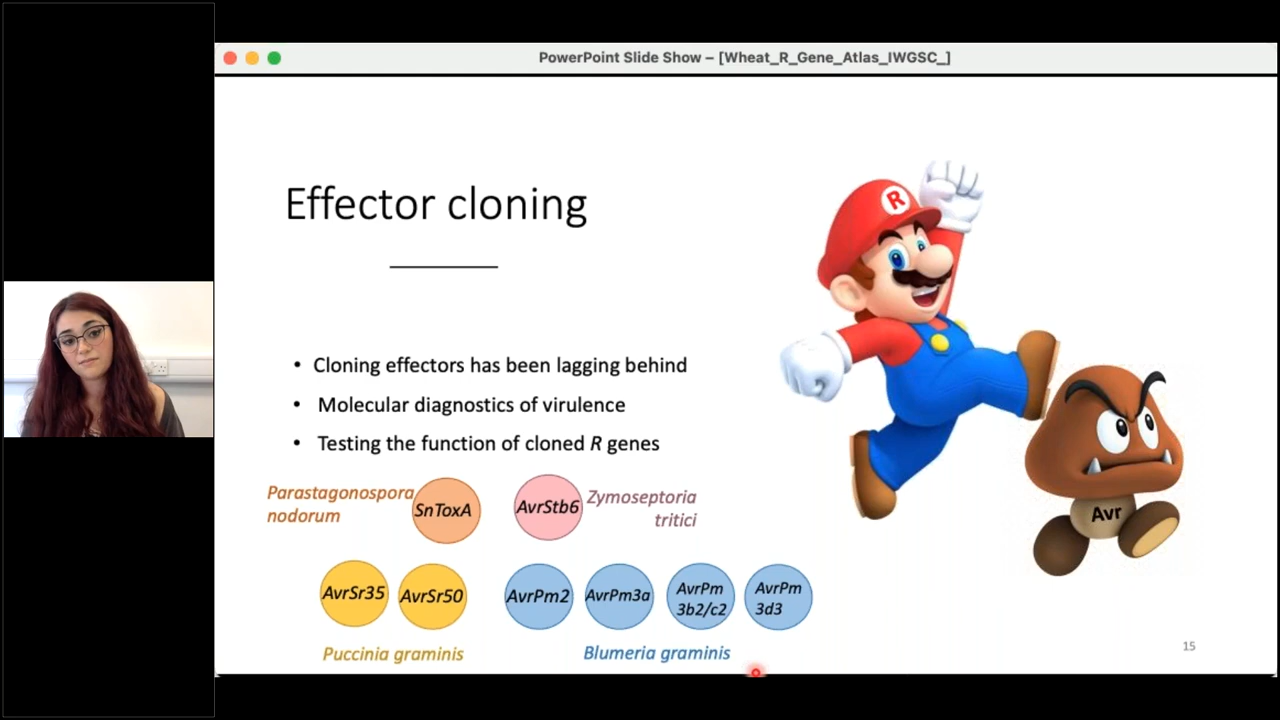 PowerPoint Slide Show – [Wheat_R_Gene_Atlas_IWGSC_]
R
Effector cloning
• Cloning effectors has been lagging behind
• Molecular diagnostics of virulence
• Testing the function of cloned R genes
Parastagonospora
nodorum
SnToxA
AvrStb6
Zymoseptoria
tritici
Avr
AvrSr35
AvrSr50
AvrPm2
AvrPm3a
AvrPm
3b2/c2
AvrPm
3d3
Puccinia graminis
Blumeria graminis
15